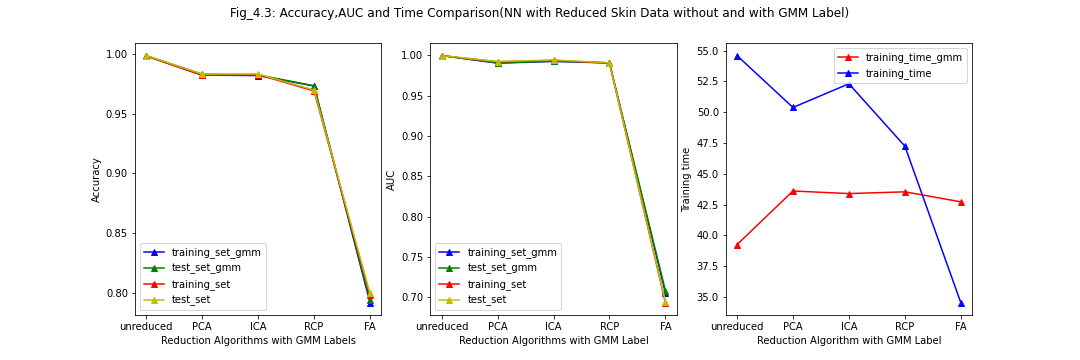 Fig_4.3: Accuracy,AUC and Time Comparison(NN with Reduced Skin Data without and with GMM Label)
Accuracy
1.00
0.95
0.90
0.85
0.80
training_set_gmm
test_set_gmm
training_set
test_set
unreduced PCA ICA RCP FA
Reduction Algorithms with GMM Labels
AUC
1.00
0.95
0.90
0.85
0.80
0.75
0.70
training_set_gmm
test_set_gmm
training_set
test_set
unreduced PCA ICA RCP FA
Reduction Algorithms with GMM Label
Training time
55.0
52.5
50.0
47.5
45.0
42.5
40.0
37.5
35.0
training_time_gmm
training_time
unreduced PCA ICA RCP FA
Reduction Algorithm with GMM Label